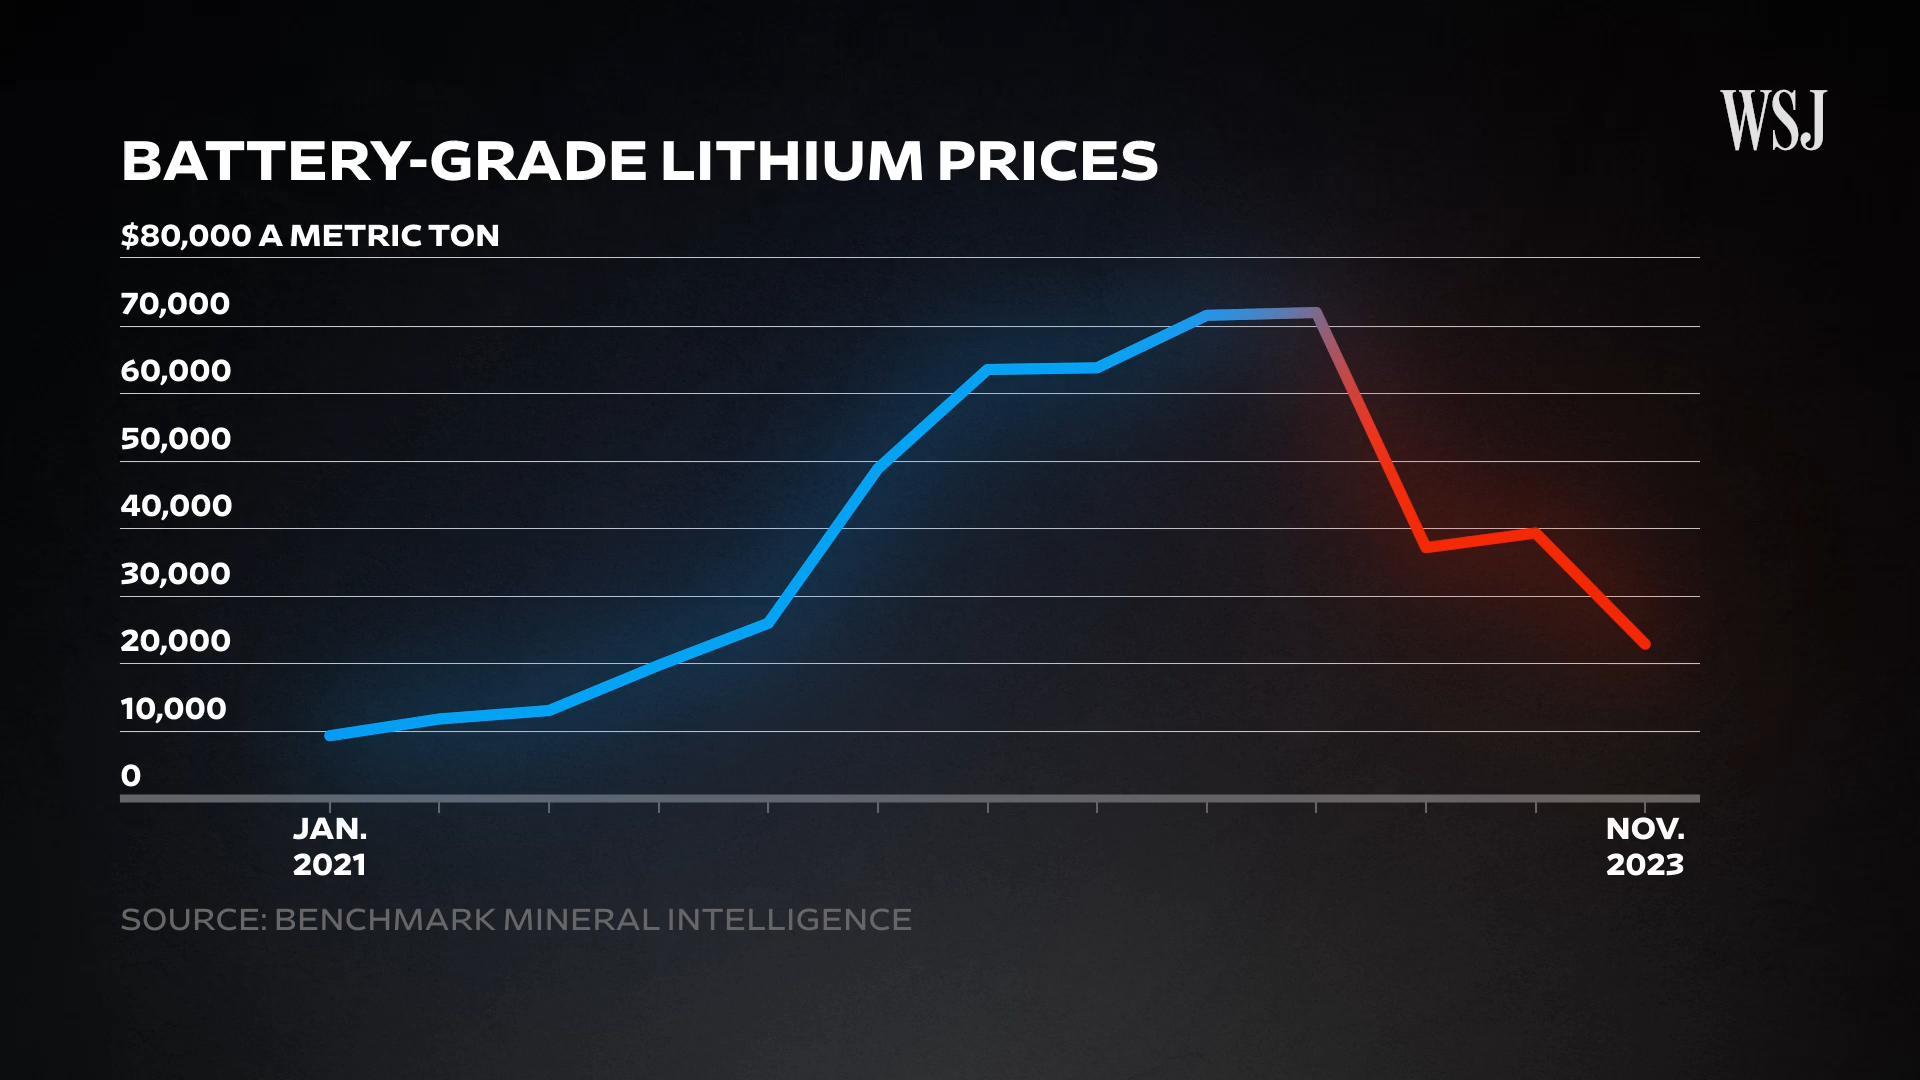 WSJ
BATTERY-GRADE LITHIUM PRICES
$80,000 A METRIC TON
70,000
60,000
50,000
40,000
30,000
20,000
10,000
0
JAN.
2021
NOV.
2023
SOURCE: BENCHMARK MINERAL INTELLIGENCE